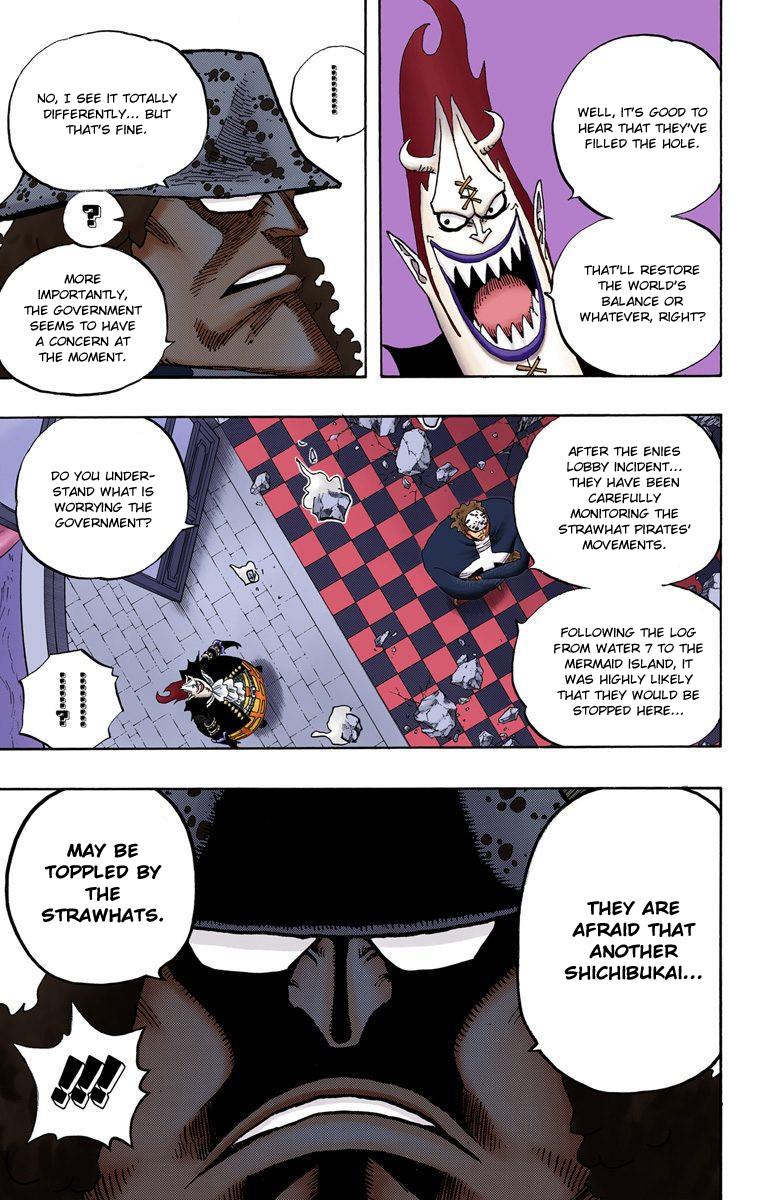 WELL, IT'S GOOD TO
HEAR THAT THEY'VE
FILLED THE HOLE.
THAT'LL RESTORE
THE WORLD'S
BALANCE OR
WHATEVER, RIGHT?
!
NO, I SEE IT TOTALLY
DIFFERENTLY... BUT
THAT'S FINE.
?
MORE
IMPORTANTLY,
THE GOVERNMENT
SEEMS TO HAVE
A CONCERN AT
THE MOMENT.
AFTER THE ENIES
LOBBY INCIDENT...
THEY HAVE BEEN
CAREFULLY
MONITORING THE
STRAWHAT PIRATES'
MOVEMENTS.
FOLLOWING THE LOG
FROM WATER 7 TO THE
MERMAID ISLAND, IT
WAS HIGHLY LIKELY
THAT THEY WOULD BE
STOPPED HERE...
DO YOU UNDER-
STAND WHAT IS
WORRYING THE
GOVERNMENT?
!?
THEY ARE
AFRAID THAT
ANOTHER
SHICHIBUKAI...
MAY BE
TOPPLED BY
THE
STRAWHATS.
!!!